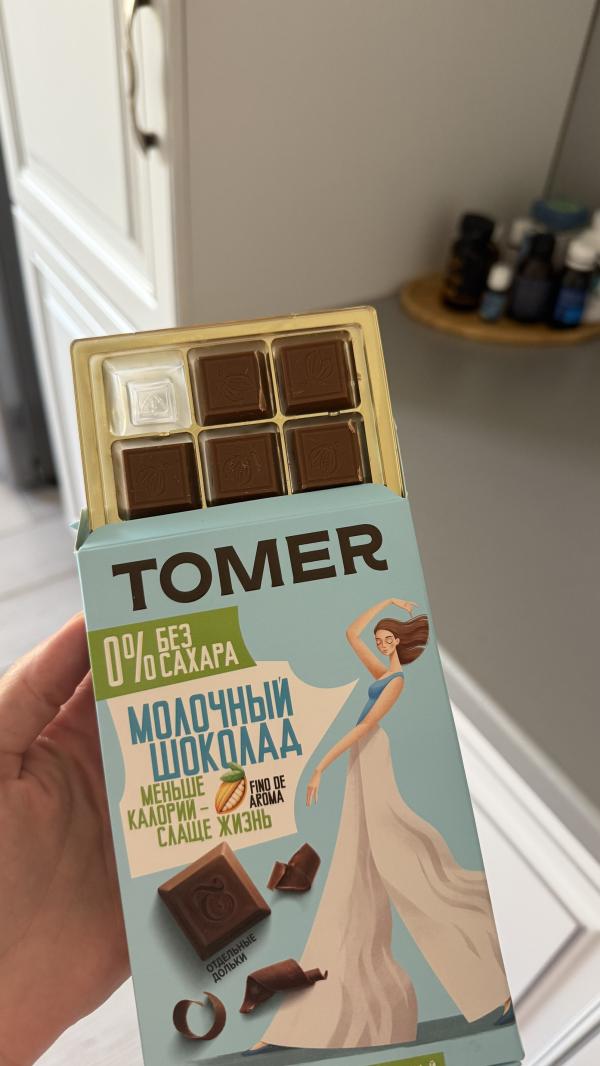 TOMER
0% БЕЗ
САХАРА
МОЛОЧНЫЙ
ШОКОЛАД
МЕНЬШЕ
КАЛОРИЙ –
СЛАЩЕ ЖИЗНЬ
FINO DE
AROMA
ОТДЕЛЬНЫЕ
ДОЛЬКИ